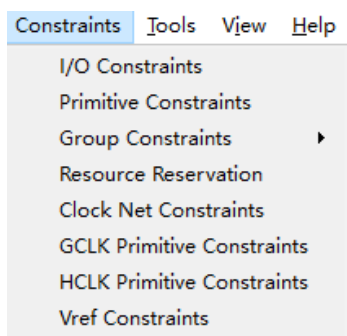 Constraints Tools View Help
I/O Constraints
Primitive Constraints
Group Constraints
Resource Reservation
Clock Net Constraints
GCLK Primitive Constraints
HCLK Primitive Constraints
Vref Constraints